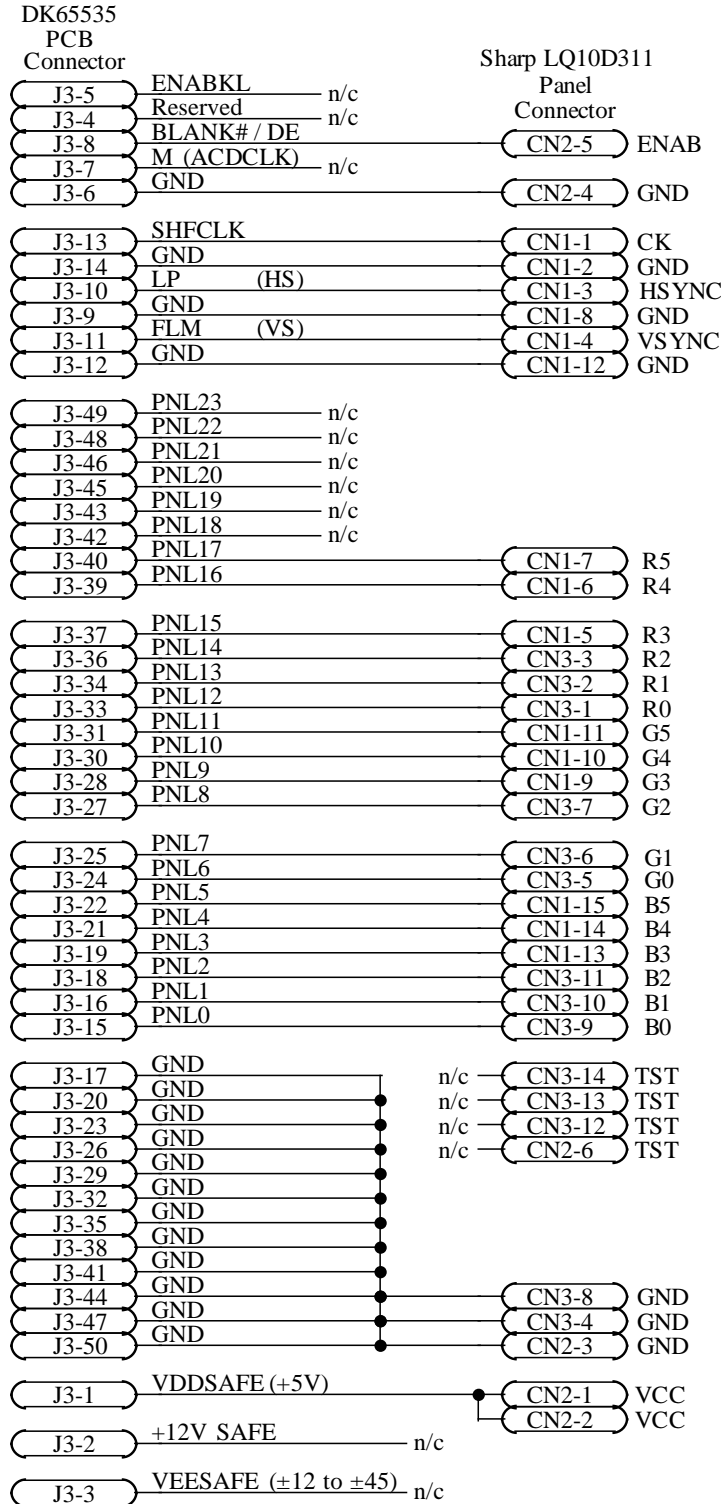 DK65535
PCB
Connector
Sharp LQ10D311
Panel
Connector
J3-5 ENABKL n/c
J3-4 Reserved n/c
J3-8 BLANK# / DE CN2-5 ENAB
J3-7 M (ACDCLK) n/c
J3-6 GND CN2-4 GND
J3-13 SHFCLK CN1-1 CK
J3-14 GND CN1-2 GND
J3-10 LP (HS) CN1-3 HSYNC
J3-9 GND CN1-8 GND
J3-11 FLM (VS) CN1-4 VSYNC
J3-12 GND CN1-12 GND
J3-49 PNL23 n/c
J3-48 PNL22 n/c
J3-46 PNL21 n/c
J3-45 PNL20 n/c
J3-43 PNL19 n/c
J3-42 PNL18 n/c
J3-40 PNL17 CN1-7 R5
J3-39 PNL16 CN1-6 R4
J3-37 PNL15 CN1-5 R3
J3-36 PNL14 CN3-3 R2
J3-34 PNL13 CN3-2 R1
J3-33 PNL12 CN3-1 R0
J3-31 PNL11 CN1-11 G5
J3-30 PNL10 CN1-10 G4
J3-28 PNL9 CN1-9 G3
J3-27 PNL8 CN3-7 G2
J3-25 PNL7 CN3-6 G1
J3-24 PNL6 CN3-5 G0
J3-22 PNL5 CN1-15 B5
J3-21 PNL4 CN1-14 B4
J3-19 PNL3 CN1-13 B3
J3-18 PNL2 CN3-11 B2
J3-16 PNL1 CN3-10 B1
J3-15 PNL0 CN3-9 B0
J3-17 GND n/c CN3-14 TST
J3-20 GND n/c CN3-13 TST
J3-23 GND n/c CN3-12 TST
J3-26 GND n/c CN2-6 TST
J3-29 GND
J3-32 GND
J3-35 GND
J3-38 GND
J3-41 GND
J3-44 GND CN3-8 GND
J3-47 GND CN3-4 GND
J3-50 GND CN2-3 GND
J3-1 VDDSAFE (+5V) CN2-1 VCC
CN2-2 VCC
J3-2 +12V SAFE n/c
J3-3 VEESAFE (±12 to ±45) n/c